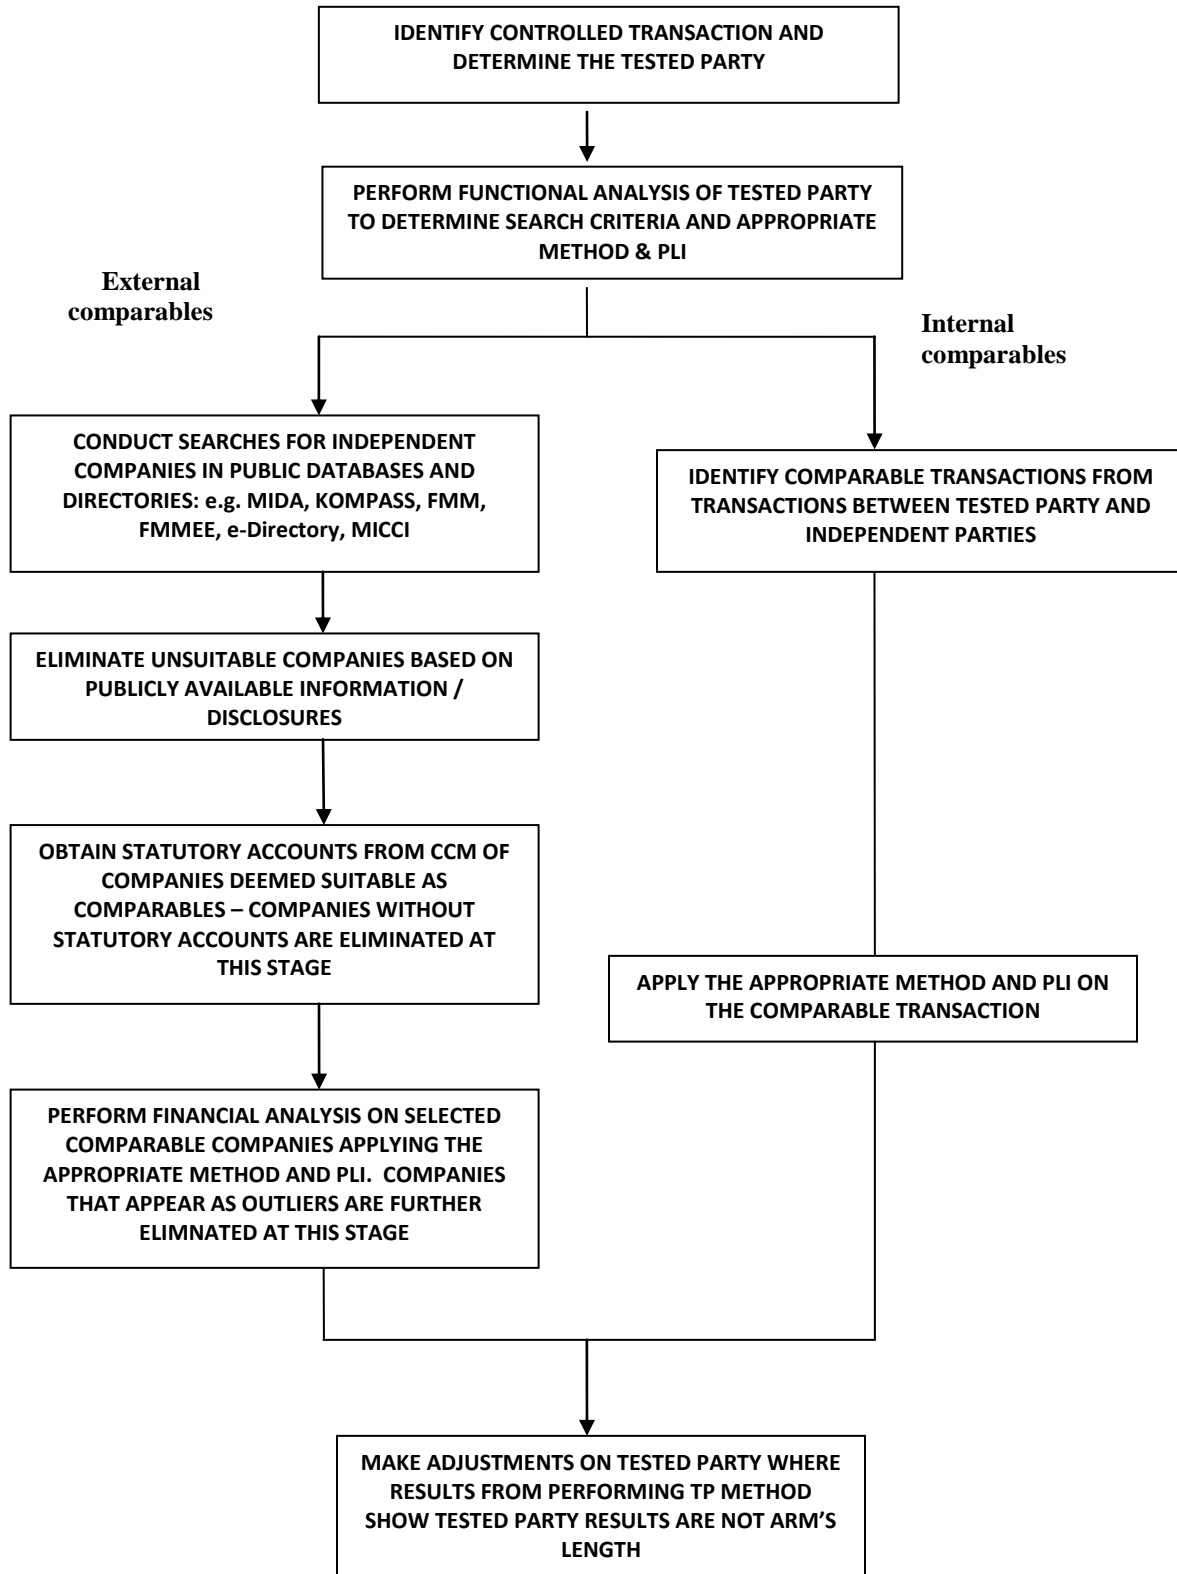 IDENTIFY CONTROLLED TRANSACTION AND
DETERMINE THE TESTED PARTY
PERFORM FUNCTIONAL ANALYSIS OF TESTED PARTY
TO DETERMINE SEARCH CRITERIA AND APPROPRIATE
METHOD & PLI
External
comparables
Internal
comparables
CONDUCT SEARCHES FOR INDEPENDENT
COMPANIES IN PUBLIC DATABASES AND
DIRECTORIES: e.g. MIDA, KOMPASS, FMM,
FMMEE, e-Directory, MICCI
IDENTIFY COMPARABLE TRANSACTIONS FROM
TRANSACTIONS BETWEEN TESTED PARTY AND
INDEPENDENT PARTIES
ELIMINATE UNSUITABLE COMPANIES BASED ON
PUBLICLY AVAILABLE INFORMATION /
DISCLOSURES
OBTAIN STATUTORY ACCOUNTS FROM CCM OF
COMPANIES DEEMED SUITABLE AS
COMPARABLES – COMPANIES WITHOUT
STATUTORY ACCOUNTS ARE ELIMINATED AT
THIS STAGE
APPLY THE APPROPRIATE METHOD AND PLI ON
THE COMPARABLE TRANSACTION
PERFORM FINANCIAL ANALYSIS ON SELECTED
COMPARABLE COMPANIES APPLYING THE
APPROPRIATE METHOD AND PLI.  COMPANIES
THAT APPEAR AS OUTLIERS ARE FURTHER
ELIMNATED AT THIS STAGE
MAKE ADJUSTMENTS ON TESTED PARTY WHERE
RESULTS FROM PERFORMING TP METHOD
SHOW TESTED PARTY RESULTS ARE NOT ARM’S
LENGTH